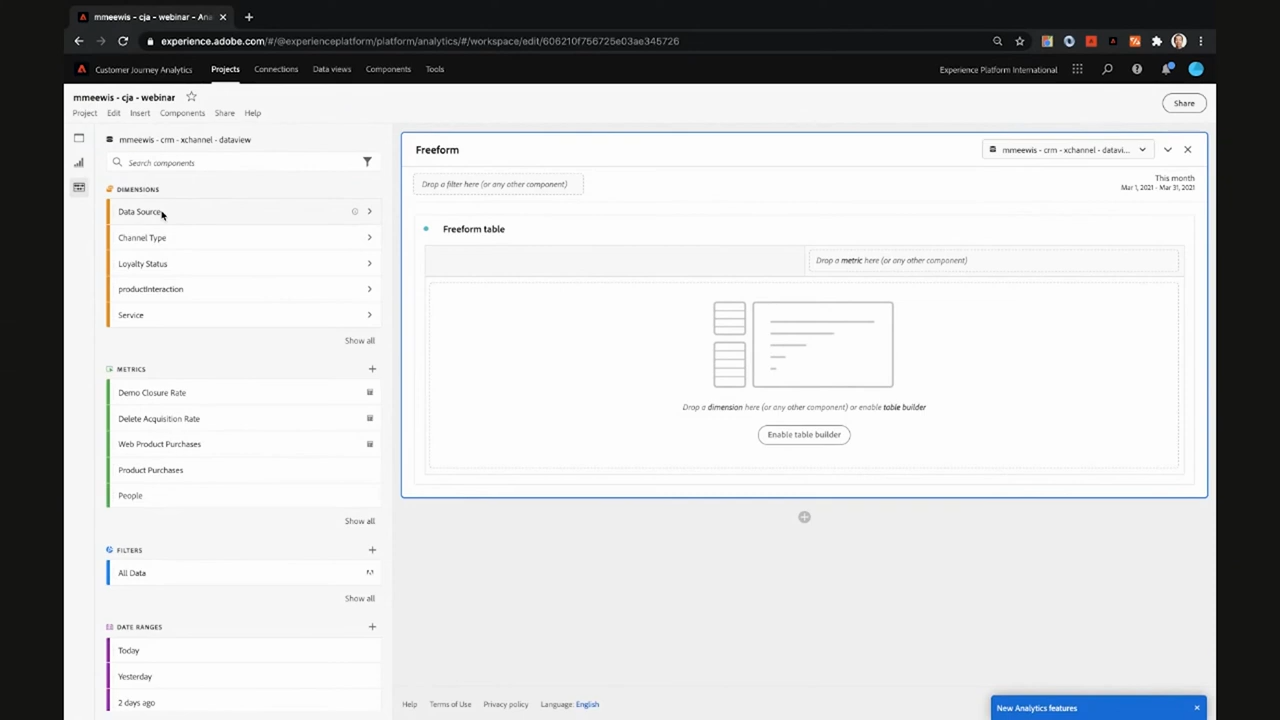 mmeewis - cja - webinar - Ana
experience.adobe.com/#/@experienceplatform/platform/analytics/#/workspace/edit/606210f756725e03ae345726
Customer Journey Analytics
Projects
Connections
Data views
Components
Tools
Experience Platform International
mmeewis - cja - webinar
Project
Edit
Insert
Components
Share
Help
Share
mmeewis - crm - xchannel - dataview
Search components
DIMENSIONS
Data Source
Channel Type
Loyalty Status
productInteraction
Service
Show all
METRICS
Demo Closure Rate
Delete Acquisition Rate
Web Product Purchases
Product Purchases
People
Show all
FILTERS
All Data
Show all
DATE RANGES
Today
Yesterday
2 days ago
Freeform
mmeewis - crm - xchannel - datavi...
Drop a filter here (or any other component)
This month
Mar 1, 2021 - Mar 31, 2021
Freeform table
Drop a metric here (or any other component)
Drop a dimension here (or any other component) or enable table builder
Enable table builder
Help
Terms of Use
Privacy policy
Language: English
New Analytics features